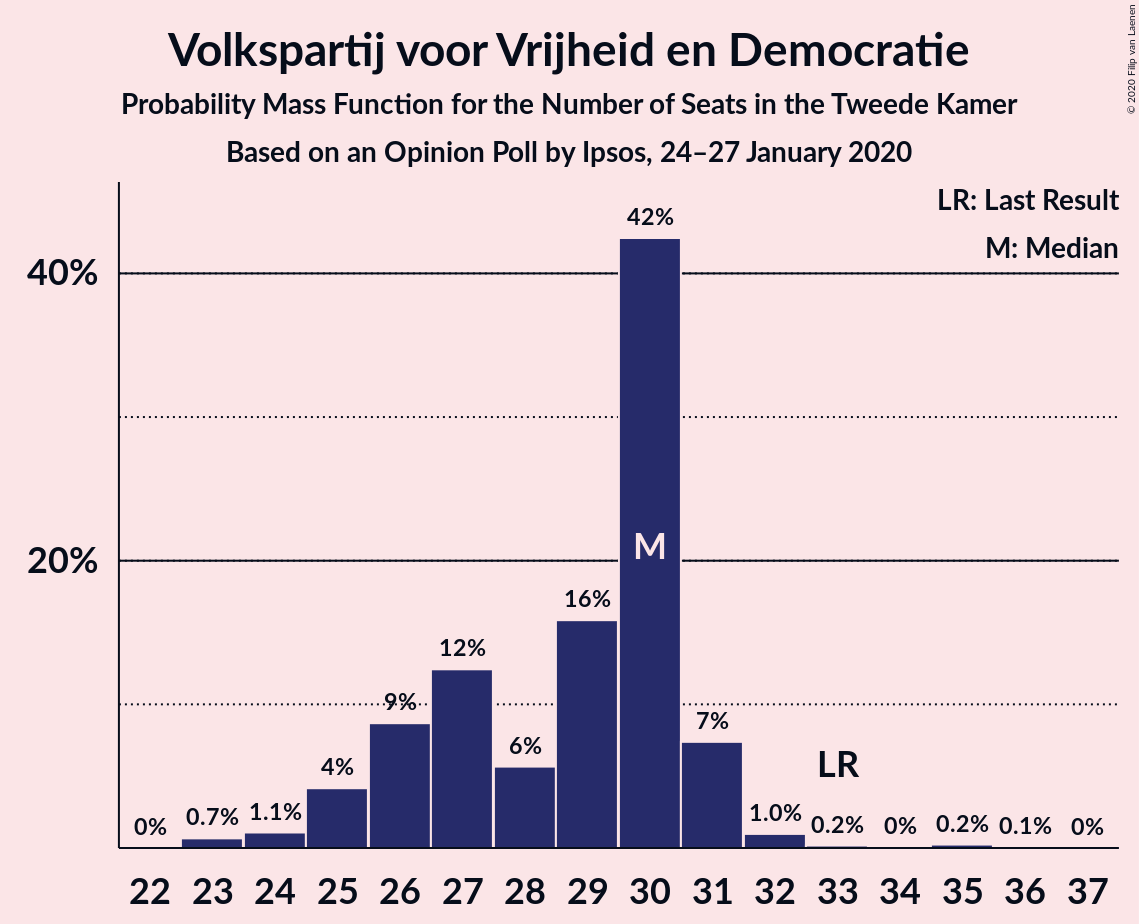 Volkspartij voor Vrijheid en Democratie
Probability Mass Function for the Number of Seats in the Tweede Kamer
Based on an Opinion Poll by Ipsos, 24–27 January 2020
© 2020 Filip van Laenen
LR: Last Result
M: Median
40%
20%
0%
0.7%
1.1%
4%
9%
12%
6%
16%
42%
7%
1.0%
0.2%
0%
0.2%
0.1%
0%
M
LR
22 23 24 25 26 27 28 29 30 31 32 33 34 35 36 37